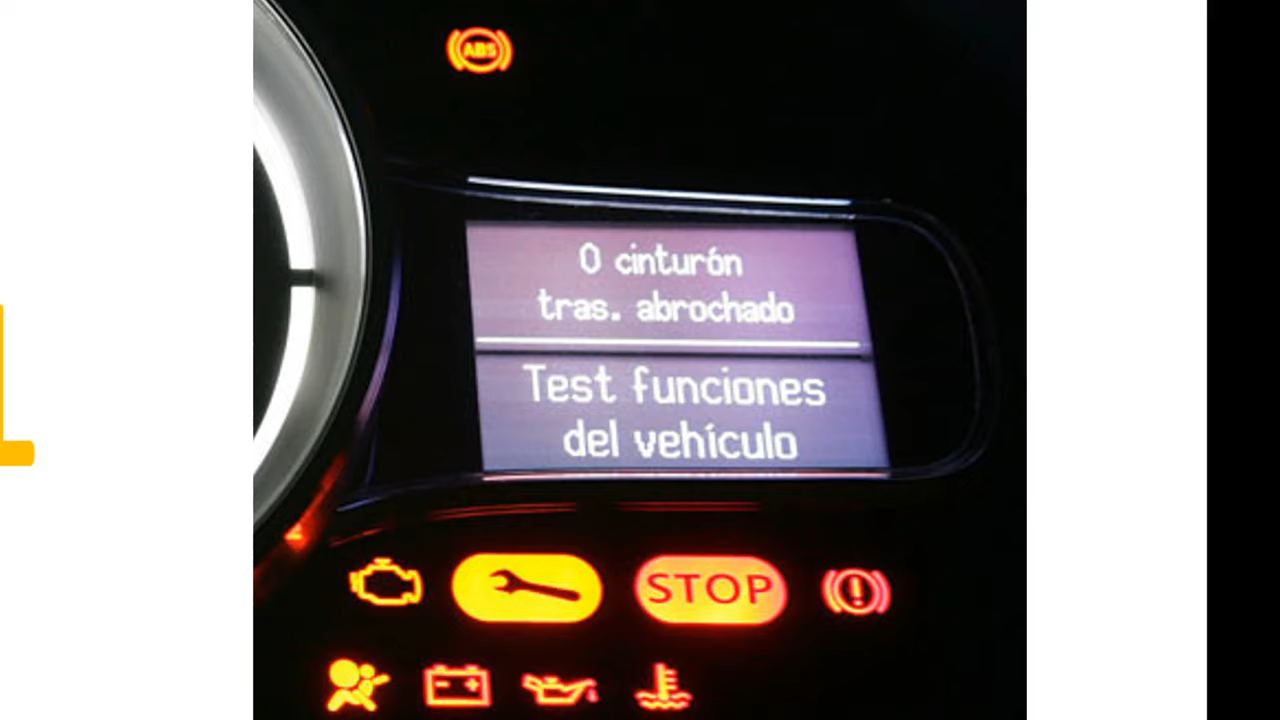 ABS
0 cinturón
tras. abrochado
Test funciones
del vehículo
STOP